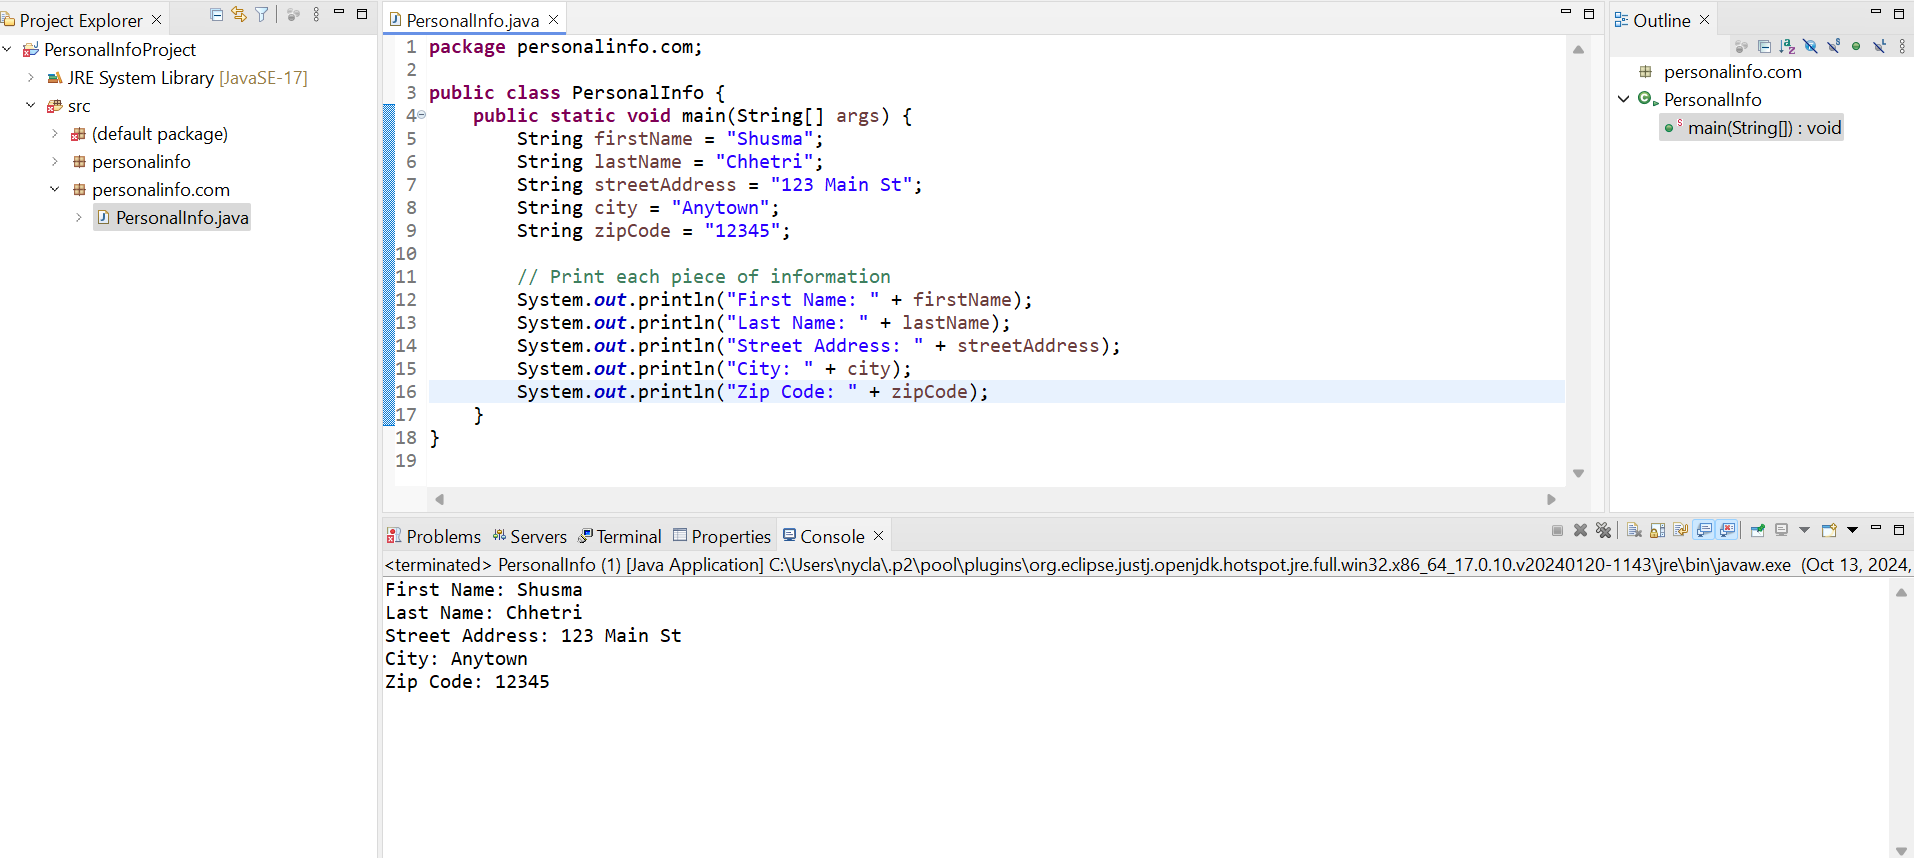 Project Explorer
PersonalInfoProject
JRE System Library [JavaSE-17]
src
(default package)
personalinfo
personalinfo.com
PersonalInfo.java
PersonalInfo.java
1 package personalinfo.com;
2
3 public class PersonalInfo {
4     public static void main(String[] args) {
5         String firstName = "Shusma";
6         String lastName = "Chhetri";
7         String streetAddress = "123 Main St";
8         String city = "Anytown";
9         String zipCode = "12345";
10
11         // Print each piece of information
12         System.out.println("First Name: " + firstName);
13         System.out.println("Last Name: " + lastName);
14         System.out.println("Street Address: " + streetAddress);
15         System.out.println("City: " + city);
16         System.out.println("Zip Code: " + zipCode);
17     }
18 }
19
Outline
personalinfo.com
PersonalInfo
main(String[]) : void
Problems Servers Terminal Properties Console
<terminated> PersonalInfo (1) [Java Application] C:\Users\nycla\.p2\pool\plugins\org.eclipse.justj.openjdk.hotspot.jre.full.win32.x86_64_17.0.10.v20240120-1143\jre\bin\javaw.exe (Oct 13, 2024,
First Name: Shusma
Last Name: Chhetri
Street Address: 123 Main St
City: Anytown
Zip Code: 12345